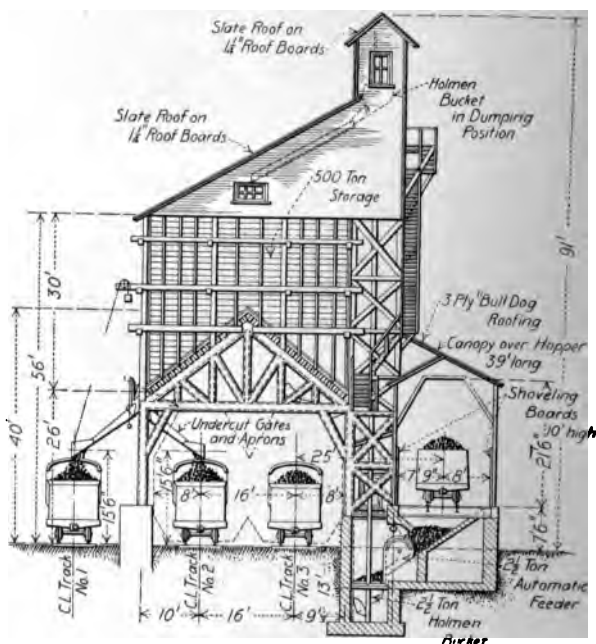 Slate Roof on
1¼" Roof Boards
Holmen
Bucket
in Dumping
Position
Slate Roof on
1¼" Roof Boards
500 Ton
Storage
91'
30'
56'
40'
26'
3 Ply "Bull Dog"
Roofing
Canopy over Hopper
39' long
Shoveling
Boards
10' high
Undercut Gates
and Aprons
25'
7'9"
8'
21'6"
7'6"
15'6"
15'6"
8'
16'
8'
C.L. Track
No.1
C.L. Track
No.2
C.L. Track
No.3
13'
10'
16'
2½ Ton
Automatic
Feeder
2½ Ton
Holmen
Bucket